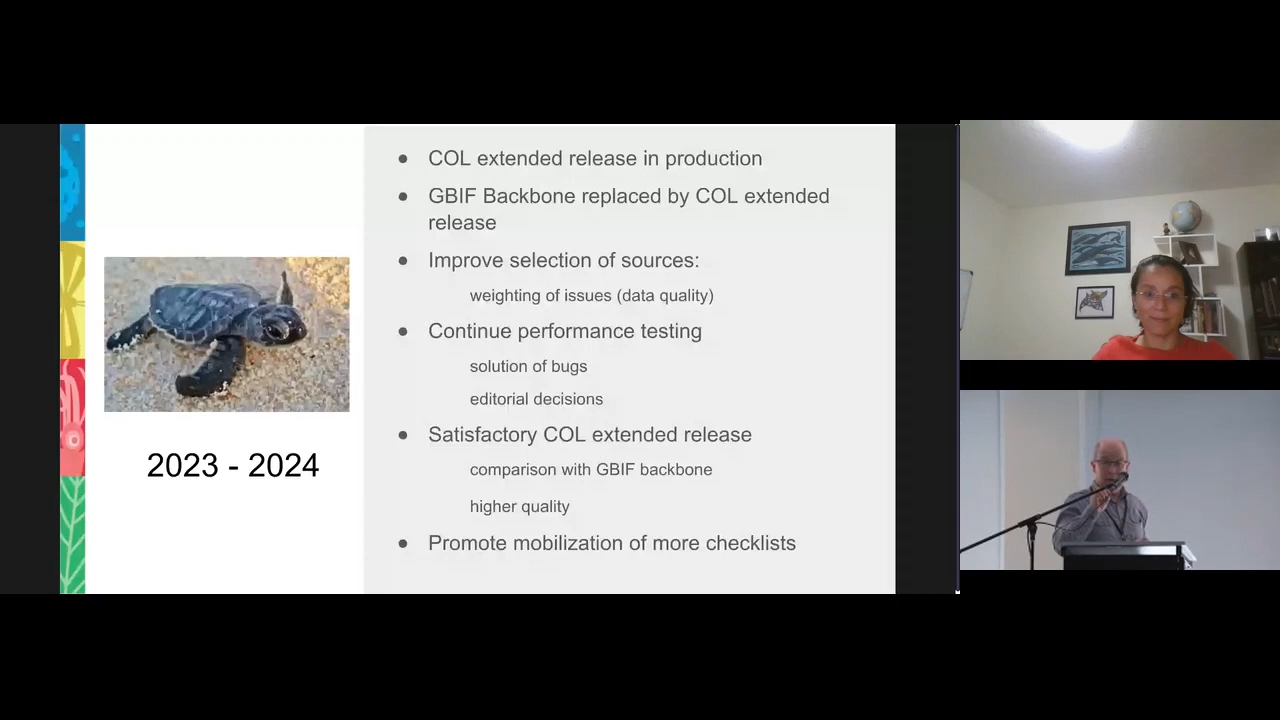 COL extended release in production
GBIF Backbone replaced by COL extended
release
Improve selection of sources:
weighting of issues (data quality)
Continue performance testing
solution of bugs
editorial decisions
Satisfactory COL extended release
comparison with GBIF backbone
higher quality
Promote mobilization of more checklists
2023 - 2024